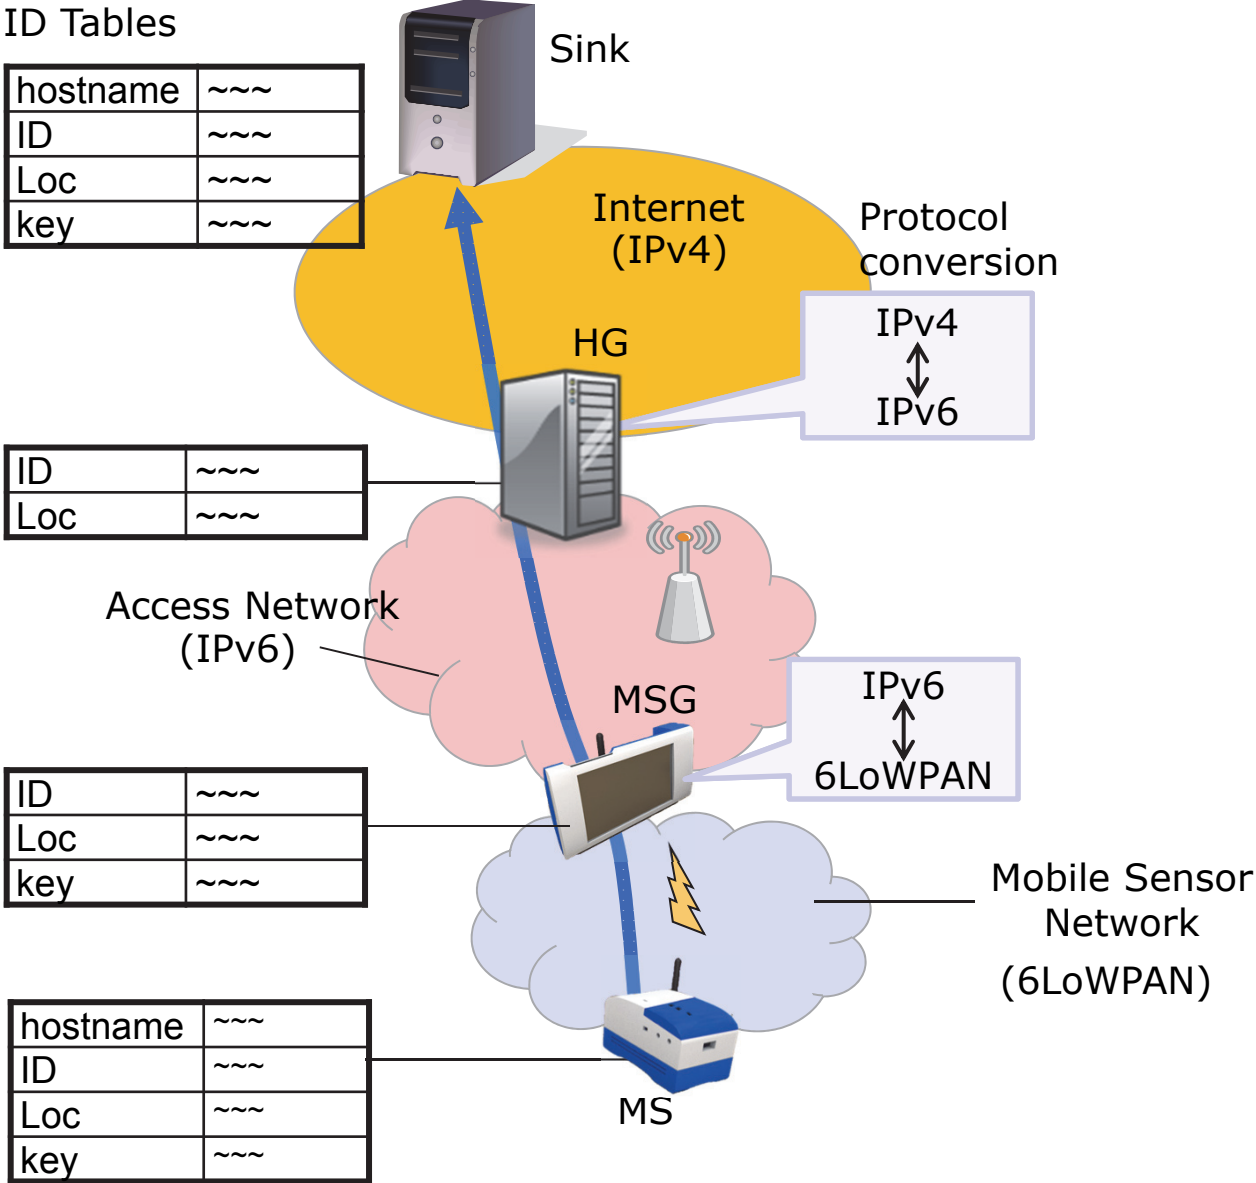 ID Tables
hostname ~~~
ID ~~~
Loc ~~~
key ~~~
Sink
Internet
(IPv4)
Protocol
conversion
IPv4
IPv6
HG
ID ~~~
Loc ~~~
Access Network
(IPv6)
MSG
IPv6
6LoWPAN
ID ~~~
Loc ~~~
key ~~~
Mobile Sensor
Network
(6LoWPAN)
hostname ~~~
ID ~~~
Loc ~~~
key ~~~
MS